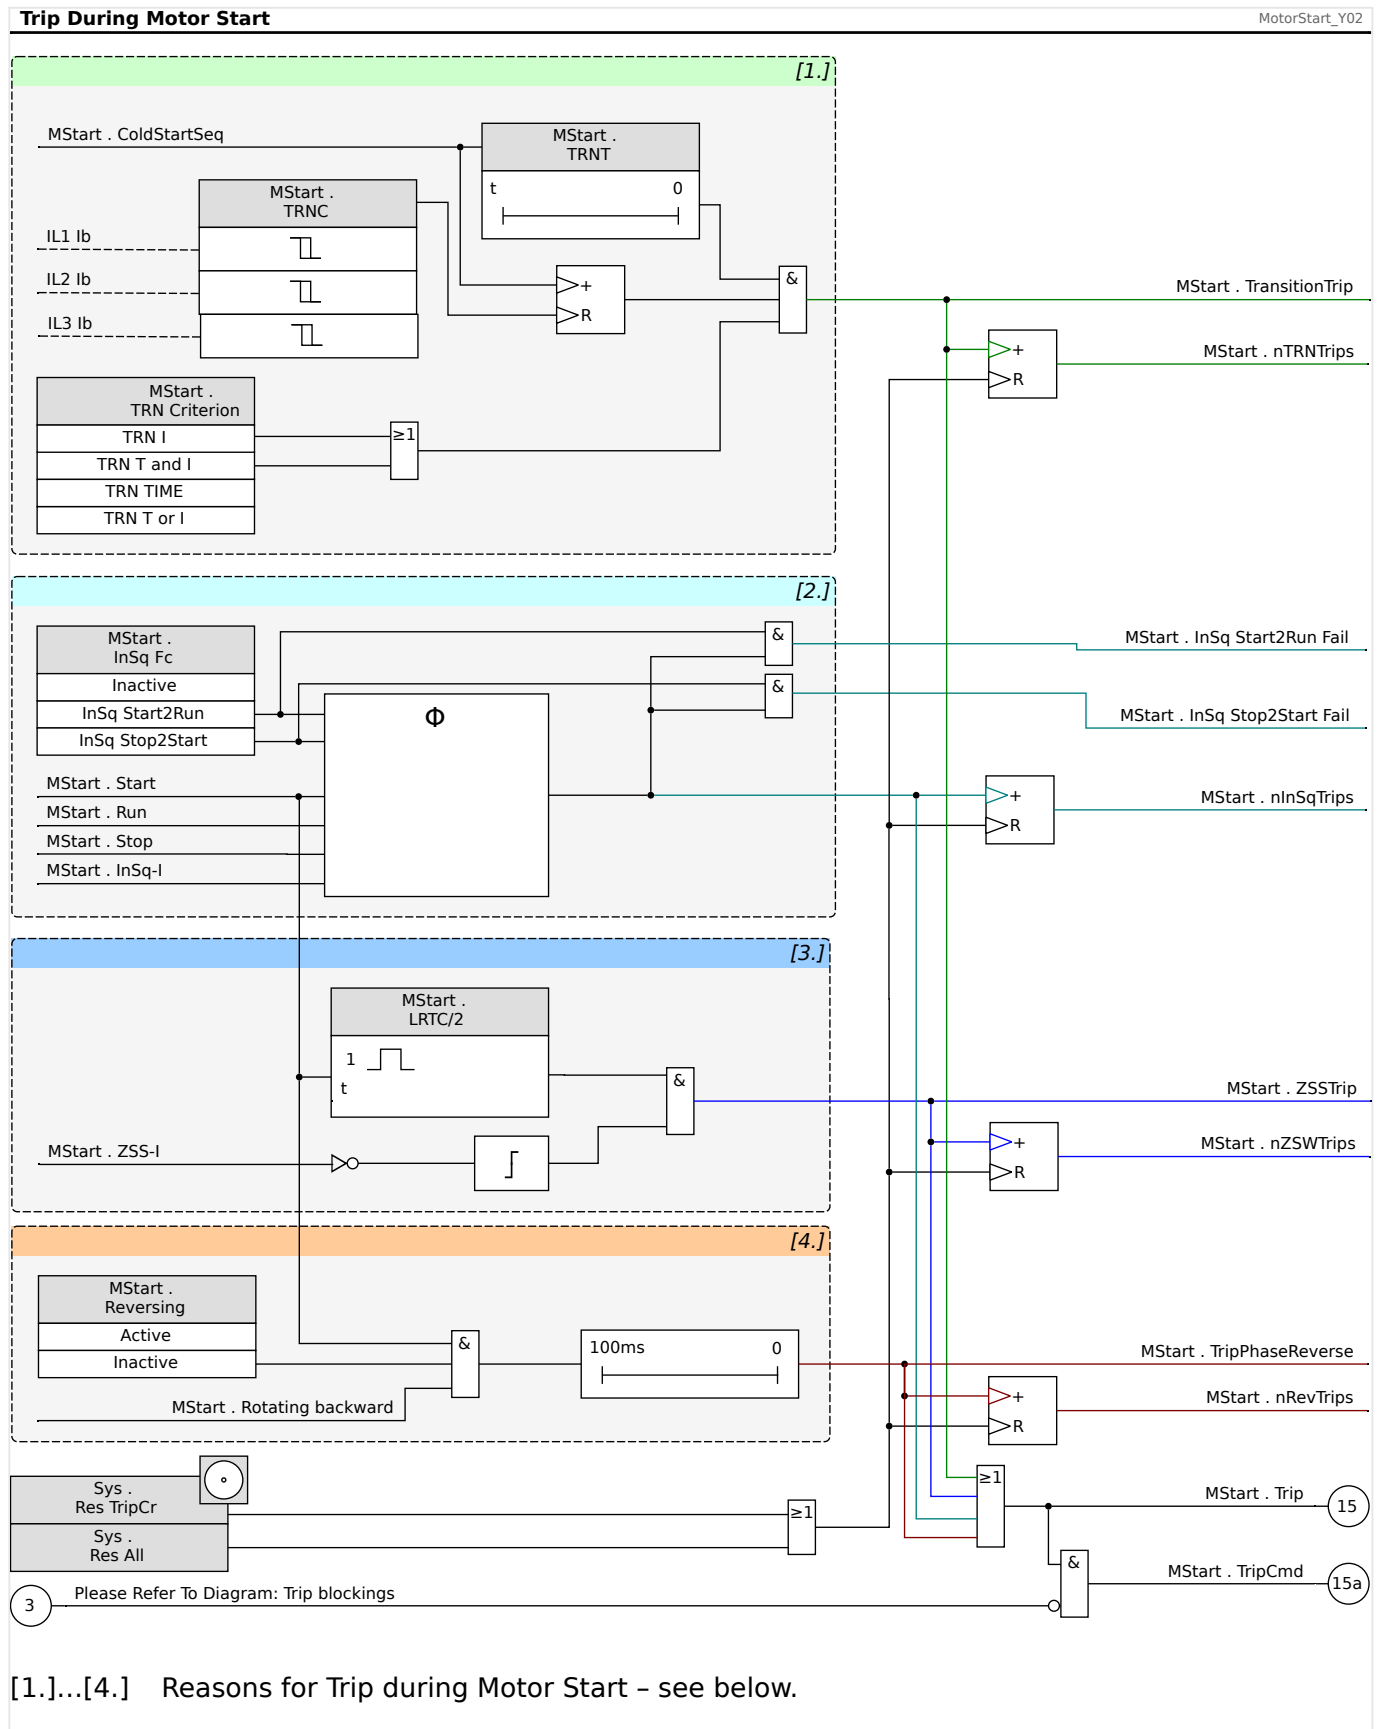 Trip During Motor Start
MotorStart_Y02
[1.]
MStart . ColdStartSeq
MStart .
TRNT
t 0
MStart .
TRNC
IL1 Ib
IL2 Ib
IL3 Ib
+
R
&
MStart . TransitionTrip
+
R
MStart . nTRNTrips
MStart .
TRN Criterion
TRN I
TRN T and I
TRN TIME
TRN T or I
≥1
[2.]
MStart .
InSq Fc
Inactive
InSq Start2Run
InSq Stop2Start
&
&
MStart . InSq Start2Run Fail
MStart . InSq Stop2Start Fail
Φ
MStart . Start
MStart . Run
MStart . Stop
MStart . InSq-I
+
R
MStart . nInSqTrips
[3.]
MStart .
LRTC/2
1
t
&
MStart . ZSSTrip
MStart . ZSS-I
+
R
MStart . nZSWTrips
[4.]
MStart .
Reversing
Active
Inactive
MStart . Rotating backward
&
100ms 0
MStart . TripPhaseReverse
+
R
MStart . nRevTrips
Sys .
Res TripCr
Sys .
Res All
≥1
≥1
MStart . Trip
15
&
MStart . TripCmd
15a
3
Please Refer To Diagram: Trip blockings
[1.]...[4.] Reasons for Trip during Motor Start – see below.